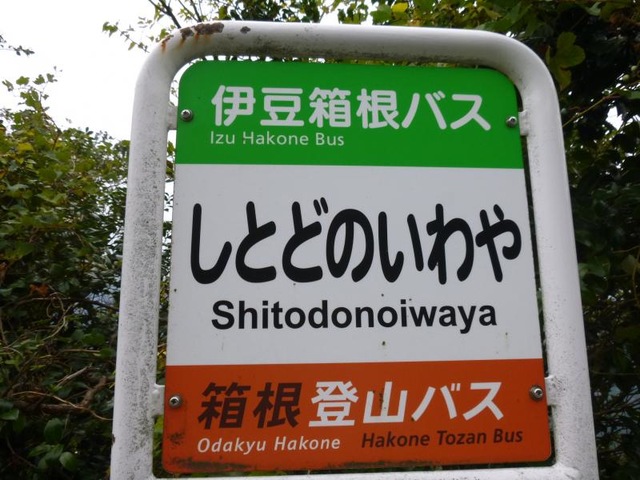 伊豆箱根バス
Izu Hakone Bus
しとどのいわや
Shitodonoiwaya
箱根登山バス
Odakyu Hakone Hakone Tozan Bus